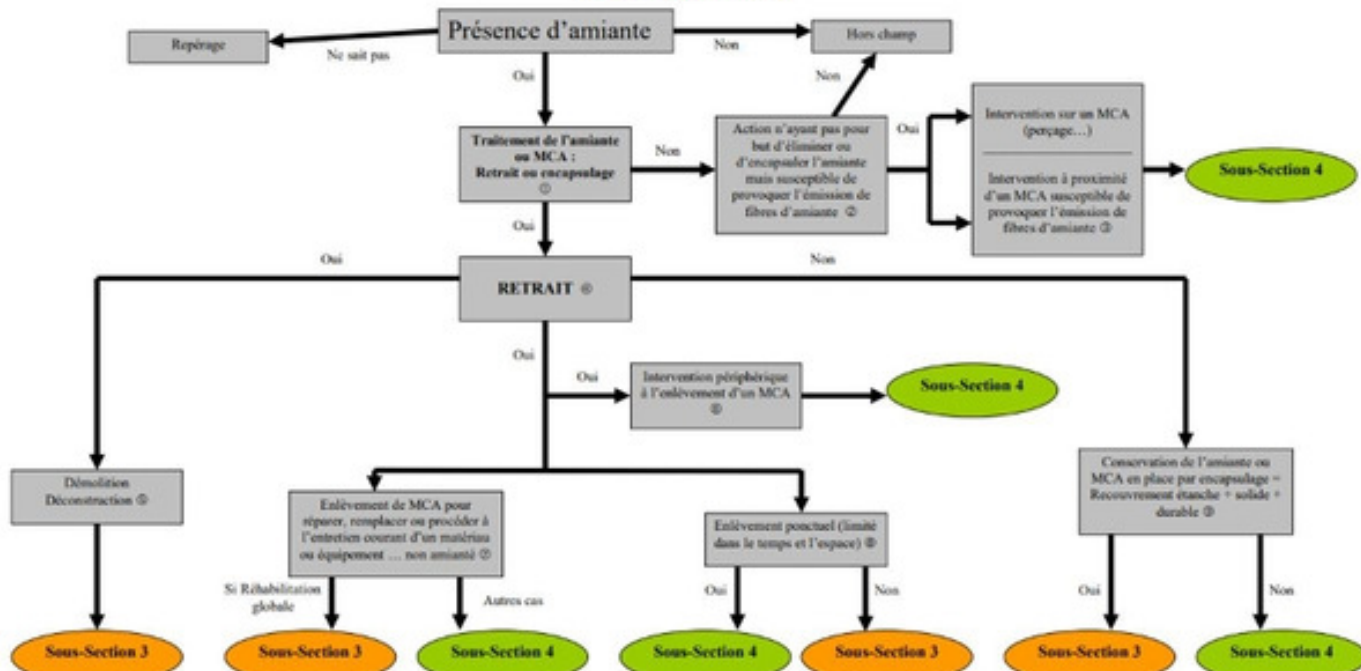 Présence d'amiante
Repérage
Ne sait pas
Non
Hors champ
Oui
Non
Traitement de l'amiante
ou MCA :
Retrait ou encapsulage
①
Non
Action n'ayant pas pour
but d'éliminer ou
d'encapsuler l'amiante
mais susceptible de
provoquer l'émission de
fibres d'amiante ②
Oui
Intervention sur un MCA
(perçage…)
Intervention à proximité
d'un MCA susceptible de
provoquer l'émission de
fibres d'amiante ③
Sous-Section 4
Oui
Oui
RETRAIT
Non
Oui
Oui
Intervention périphérique
à l'enlèvement d'un MCA
Sous-Section 4
Démolition
Déconstruction
Enlèvement de MCA pour
réparer, remplacer ou procéder à
l'entretien courant d'un matériau
ou équipement … non amianté ⑦
Enlèvement ponctuel (limité
dans le temps et l'espace)
Conservation de l'amiante ou
MCA en place par encapsulage =
Recouvrement étanche + solide +
durable
Si Réhabilitation
globale
Autres cas
Oui
Non
Oui
Non
Sous-Section 3
Sous-Section 3
Sous-Section 4
Sous-Section 4
Sous-Section 3
Sous-Section 3
Sous-Section 4